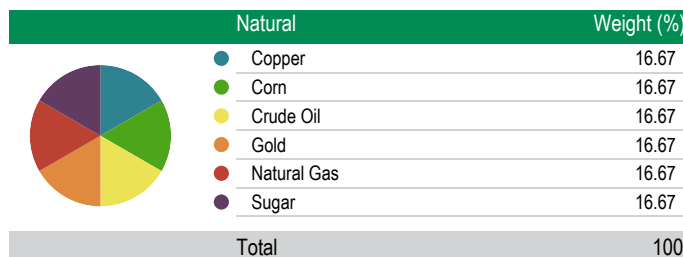 Natural Weight (%)
Copper 16.67
Corn 16.67
Crude Oil 16.67
Gold 16.67
Natural Gas 16.67
Sugar 16.67
Total 100